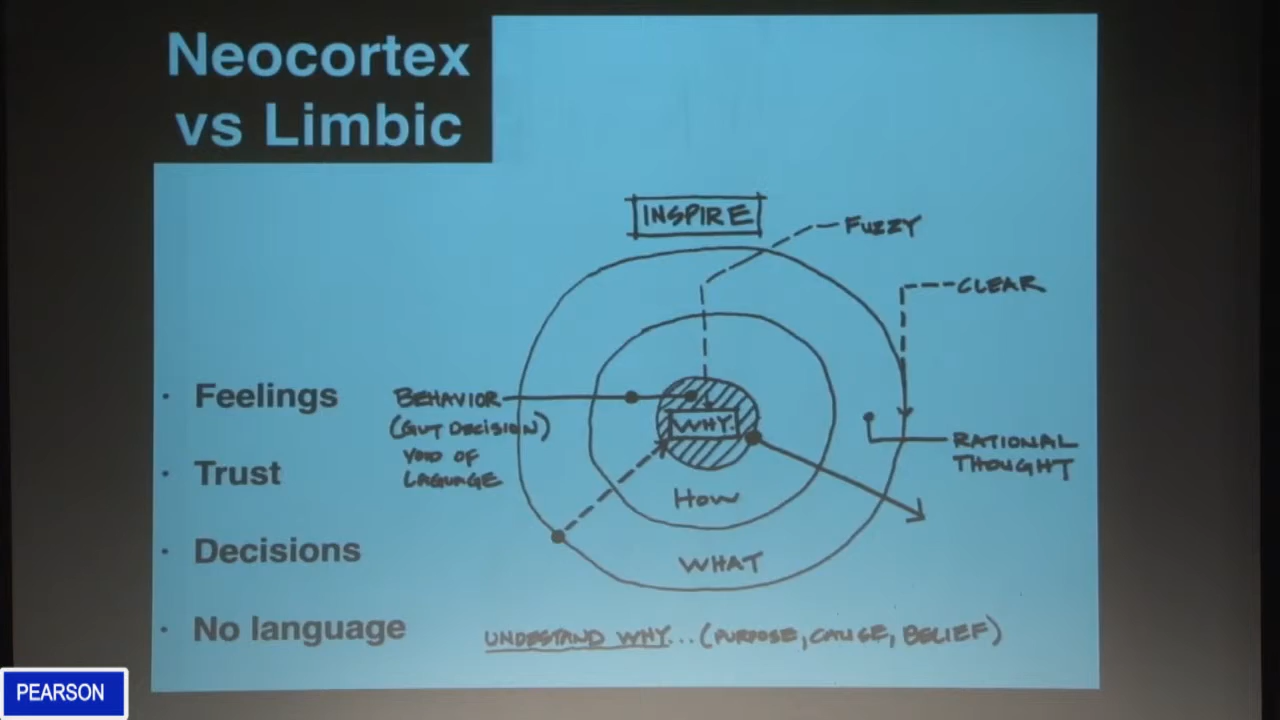 Neocortex
vs Limbic
INSPIRE
FUZZY
CLEAR
· Feelings
BEHAVIOR
(GUT DECISION)
VOID OF
LAGUAGE
WHY.
RATIONAL
THOUGHT
· Trust
HOW
· Decisions
WHAT
· No language
UNDESTAND WHY... (PURPOSE, CAUSE, BELIEF)
PEARSON